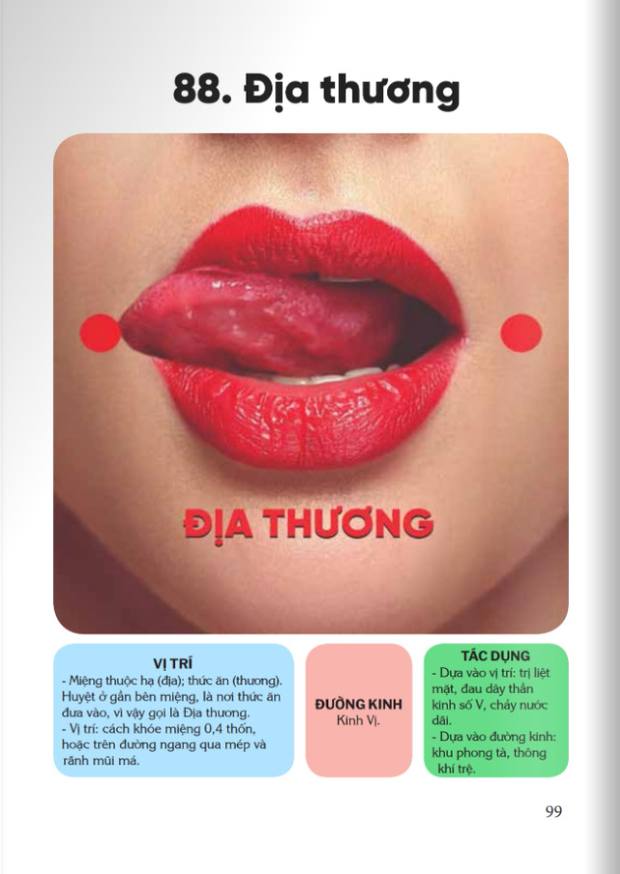 88. Địa thương
ĐỊA THƯƠNG
VỊ TRÍ
- Miệng thuộc hạ (địa); thức ăn (thương).
Huyệt ở gần bên miệng, là nơi thức ăn
đưa vào, vì vậy gọi là Địa thương.
- Vị trí: cách khóe miệng 0,4 thốn,
hoặc trên đường ngang qua mép và
rãnh mũi má.
ĐƯỜNG KINH
Kinh Vị.
TÁC DỤNG
- Dựa vào vị trí: trị liệt
mặt, đau dây thần
kinh số V, chảy nước
dãi.
- Dựa vào đường kinh:
khu phong tà, thông
khí trệ.
99